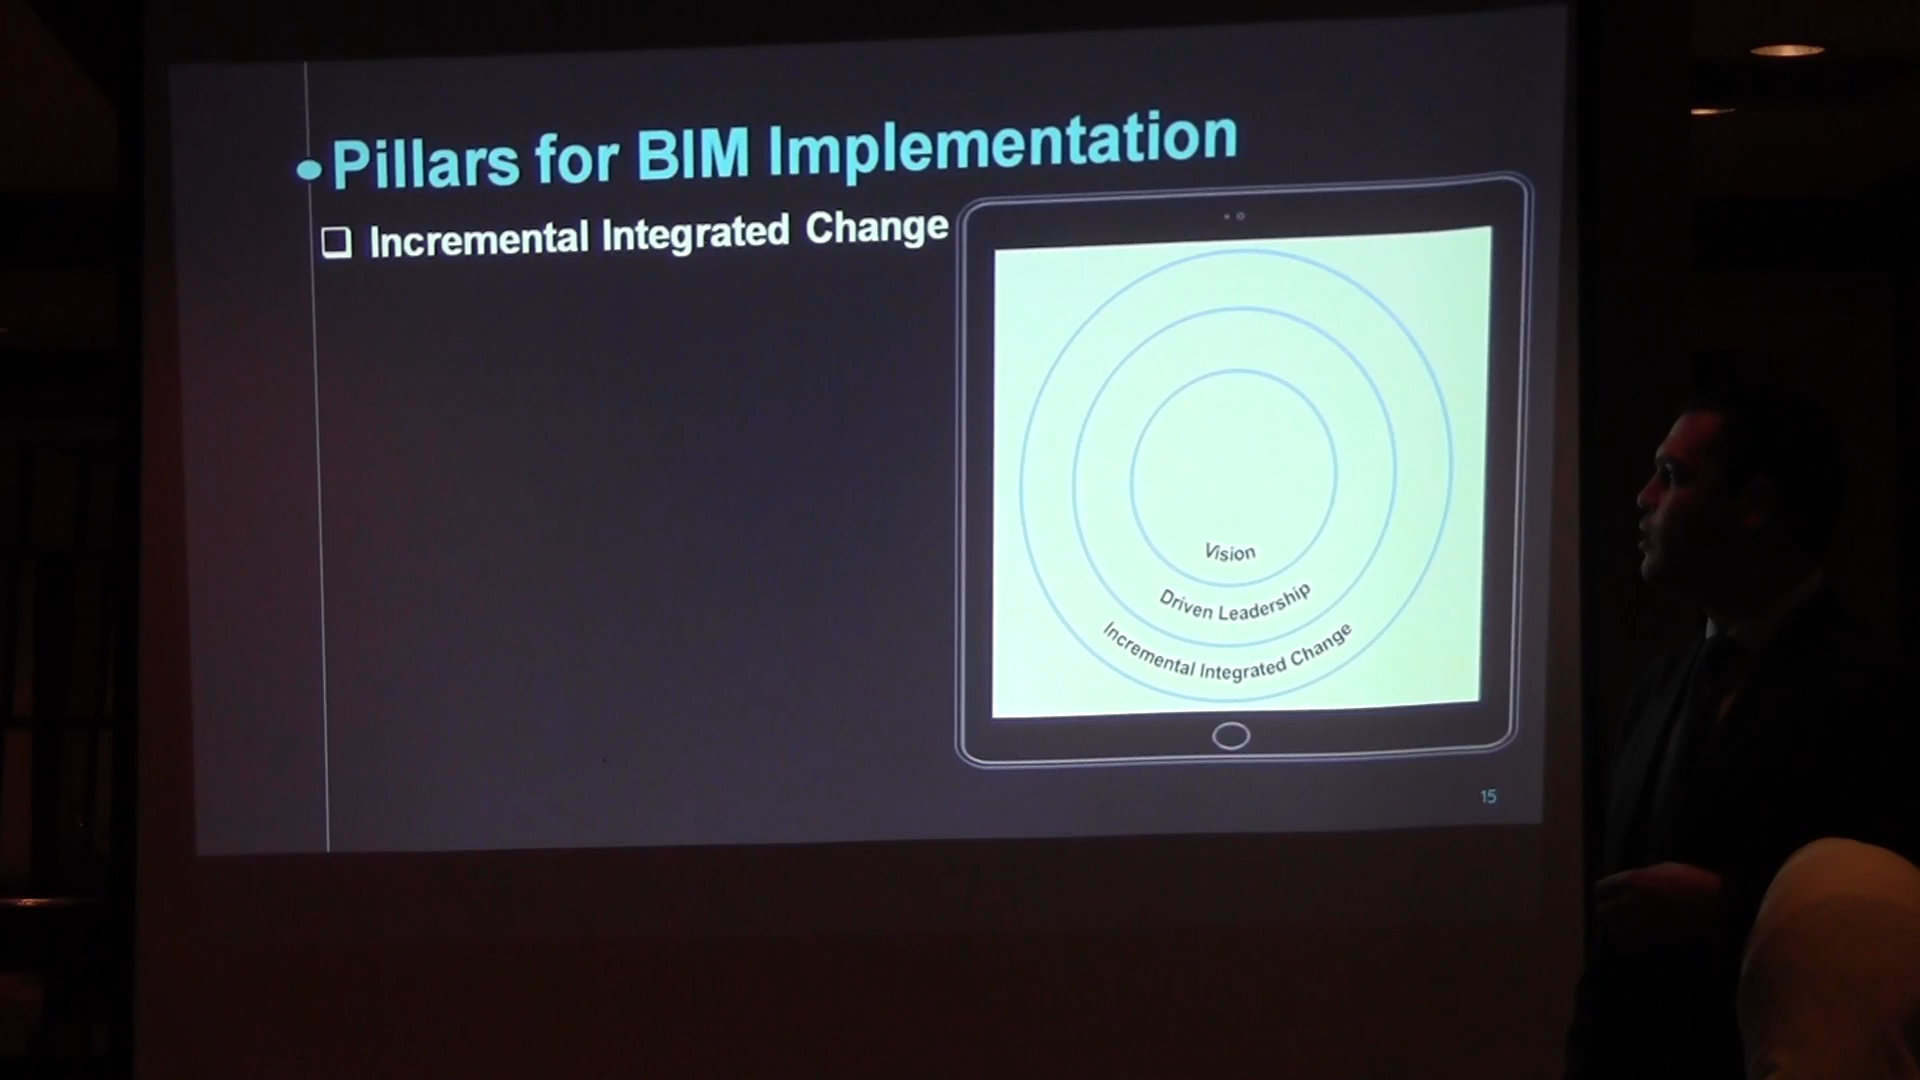 Pillars for BIM Implementation
Incremental Integrated Change
Vision
Driven Leadership
Incremental Integrated Change
15